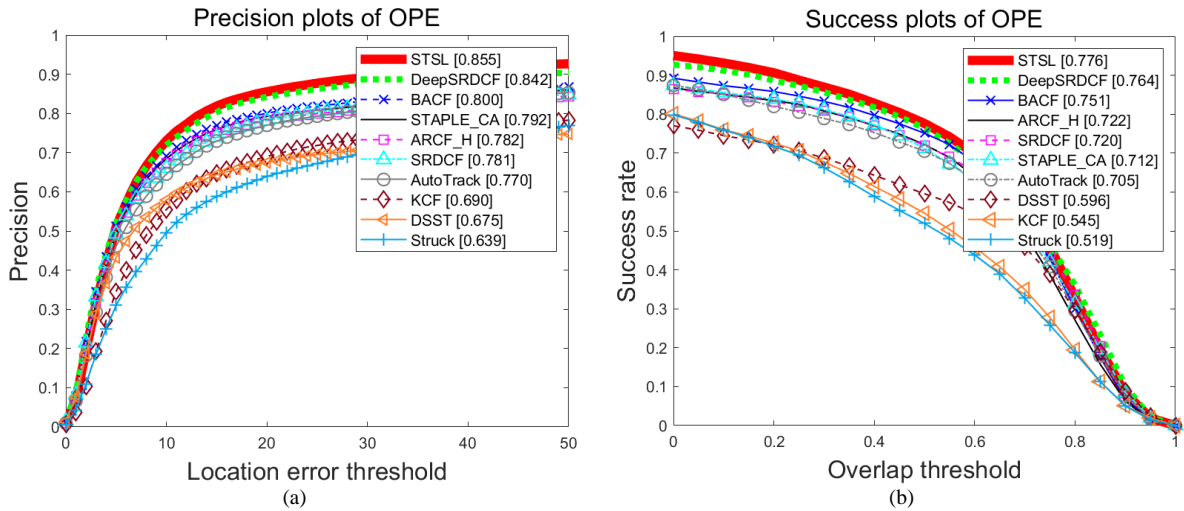 Precision plots of OPE
1
0.9
0.8
0.7
0.6
0.5
0.4
0.3
0.2
0.1
0
Precision
STSL [0.855]
DeepSRDCF [0.842]
BACF [0.800]
STAPLE_CA [0.792]
ARCF_H [0.782]
SRDCF [0.781]
AutoTrack [0.770]
KCF [0.690]
DSST [0.675]
Struck [0.639]
0 10 20 30 40 50
Location error threshold
(a)
Success plots of OPE
1
0.9
0.8
0.7
0.6
0.5
0.4
0.3
0.2
0.1
0
Success rate
STSL [0.776]
DeepSRDCF [0.764]
BACF [0.751]
ARCF_H [0.722]
SRDCF [0.720]
STAPLE_CA [0.712]
AutoTrack [0.705]
DSST [0.596]
KCF [0.545]
Struck [0.519]
0 0.2 0.4 0.6 0.8 1
Overlap threshold
(b)